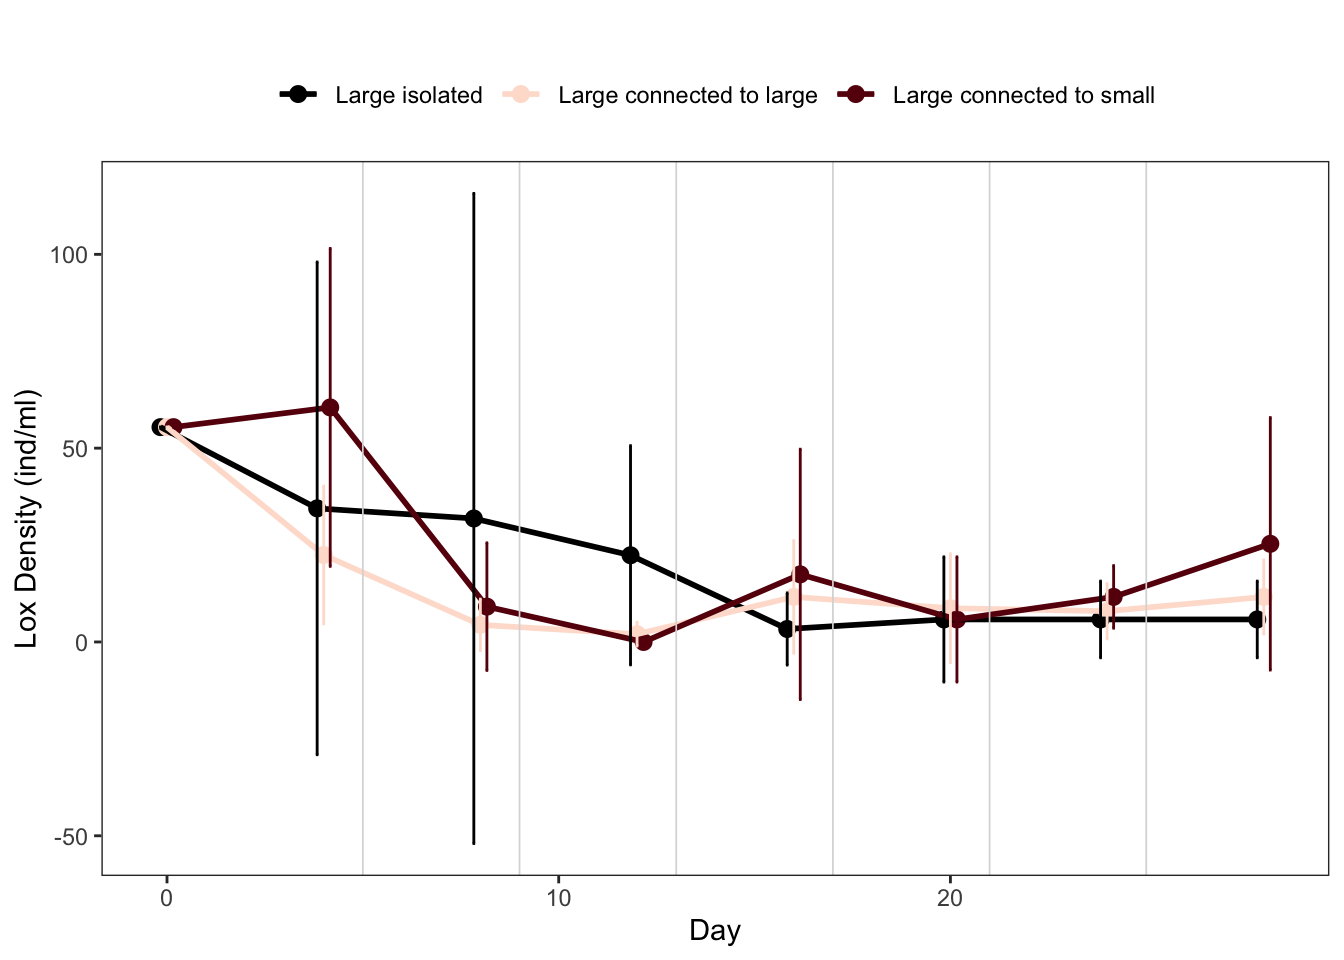 Large isolated Large connected to large Large connected to small
Lox Density (ind/ml)
100
50
0
-50
0 10 20
Day